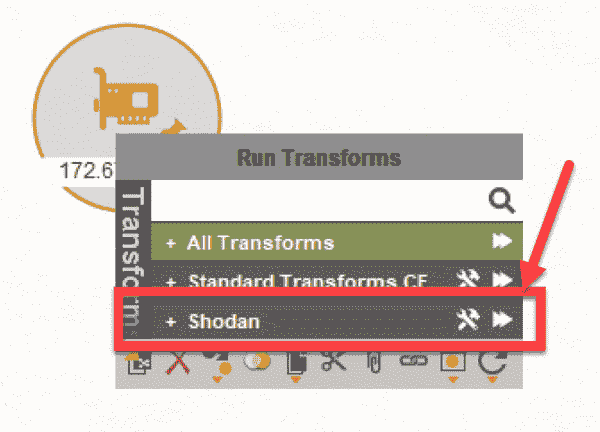 172.67
Run Transforms
Transform
+ All Transforms
+ Standard Transforms CE
+ Shodan